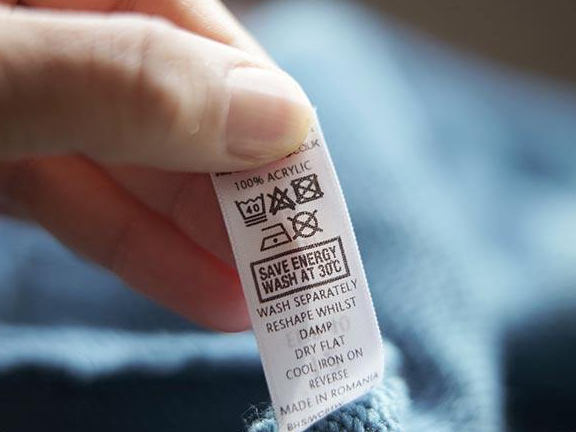 100% ACRYLIC
40
SAVE ENERGY
WASH AT 30°C
WASH SEPARATELY
RESHAPE WHILST
DAMP
DRY FLAT
COOL IRON ON
REVERSE
MADE IN ROMANIA